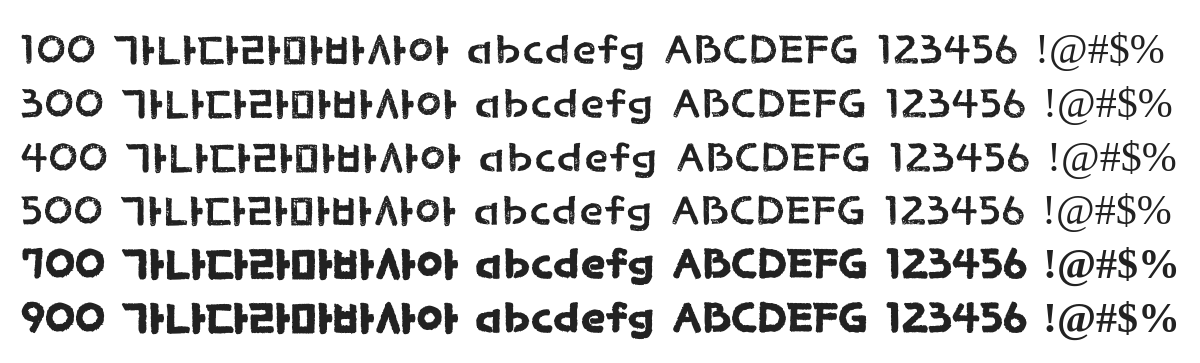 100 가나다라마바사아 abcdefg ABCDEFG 123456 !@#$%
300 가나다라마바사아 abcdefg ABCDEFG 123456 !@#$%
400 가나다라마바사아 abcdefg ABCDEFG 123456 !@#$%
500 가나다라마바사아 abcdefg ABCDEFG 123456 !@#$%
700 가나다라마바사아 abcdefg ABCDEFG 123456 !@#$%
900 가나다라마바사아 abcdefg ABCDEFG 123456 !@#$%